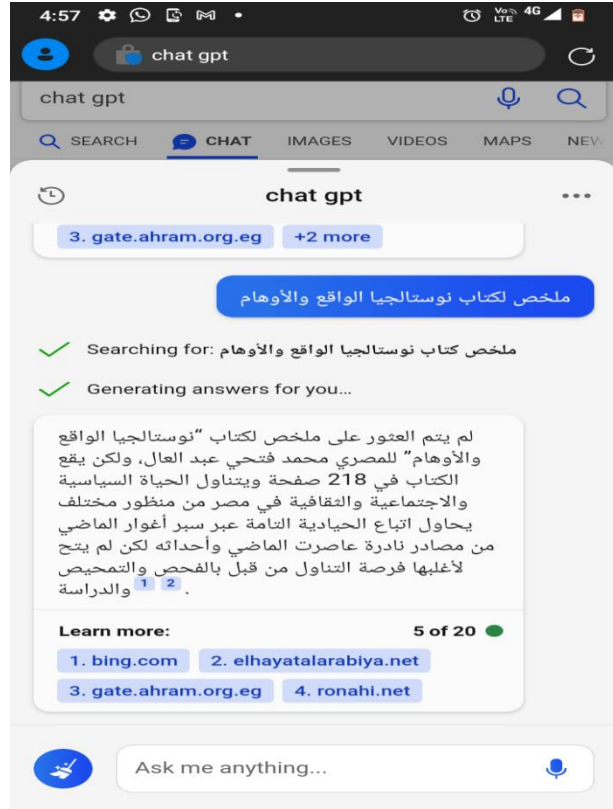 4:57
Vo)) LTE 4G
chat gpt
chat gpt
SEARCH CHAT IMAGES VIDEOS MAPS NEW
chat gpt
3. gate.ahram.org.eg +2 more
ملخص لكتاب نوستالجيا الواقع والأوهام
Searching for: ملخص كتاب نوستالجيا الواقع والأوهام
Generating answers for you...
لم يتم العثور على ملخص لكتاب “نوستالجيا الواقع
والأوهام” للمصري محمد فتحي عبد العال، ولكن يقع
الكتاب في 218 صفحة ويتناول الحياة السياسية
والاجتماعية والثقافية في مصر من منظور مختلف
يحاول اتباع الحيادية التامة عبر سبر أغوار الماضي
من مصادر نادرة عاصرت الماضي وأحداثه لكن لم يتح
لأغلبها فرصة التناول من قبل بالفحص والتمحيص
والدراسة 1 2 .
Learn more: 5 of 20
1. bing.com 2. elhayatalarabiya.net
3. gate.ahram.org.eg 4. ronahi.net
Ask me anything...